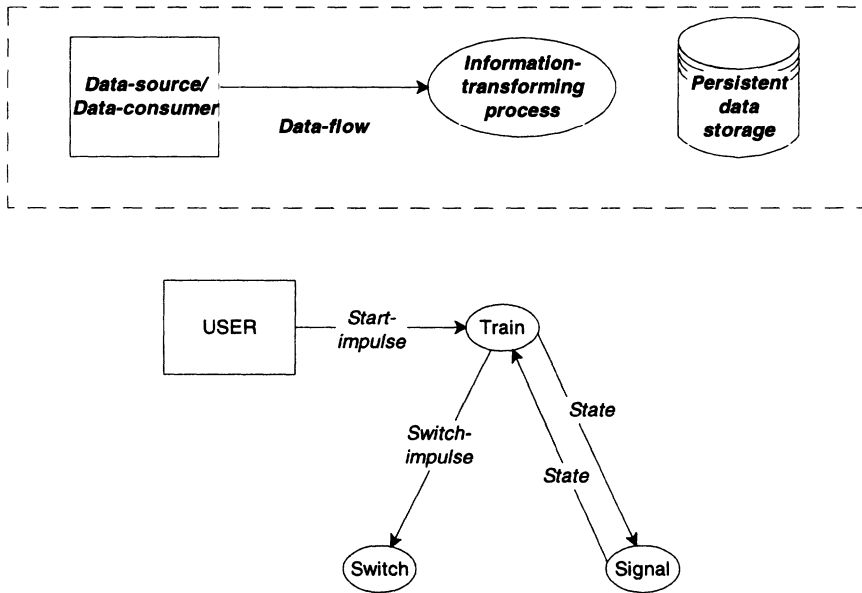 Data-source/
Data-consumer
Data-flow
Information-
transforming
process
Persistent
data
storage
USER
Start-
impulse
Train
Switch-
impulse
State
State
Switch
Signal